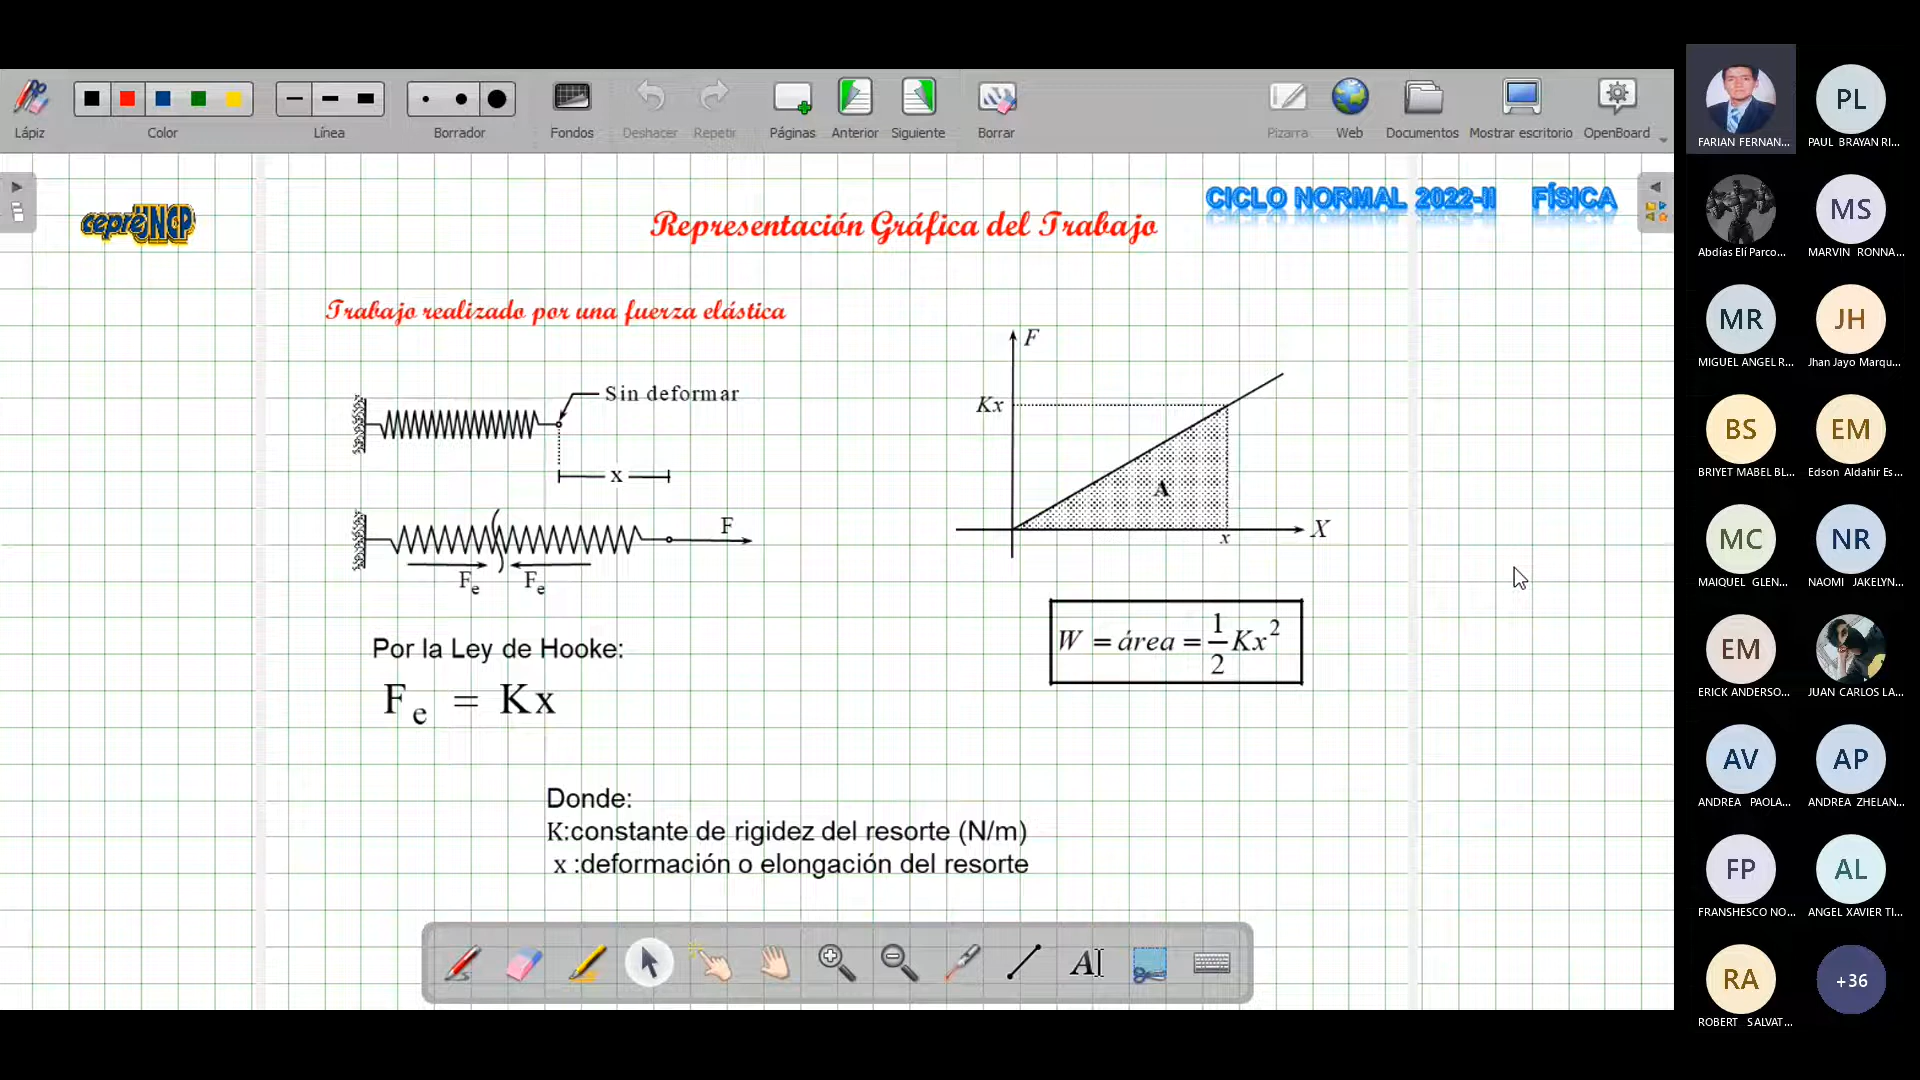 Lápiz
Color
Línea
Borrador
Fondos
Deshacer
Repetir
Páginas
Anterior
Siguiente
Borrar
Pizarra
Web
Documentos
Mostrar escritorio
OpenBoard
cepreUNCP
CICLO NORMAL 2022-II FÍSICA
Representación Gráfica del Trabajo
Trabajo realizado por una fuerza elástica
Sin deformar
x
F
Fe Fe
F
Kx
A
x
X
W = área = 1/2 Kx²
Por la Ley de Hooke:
Fe = Kx
Donde:
K:constante de rigidez del resorte (N/m)
x :deformación o elongación del resorte
FARIAN FERNAN...
PL
PAUL BRAYAN RI...
Abdías Elí Parco...
MS
MARVIN RONNA...
MR
MIGUEL ANGEL R...
JH
Jhan Jayo Marqu...
BS
BRIYET MABEL BL...
EM
Edson Aldahir Es...
MC
MAIQUEL GLEN...
NR
NAOMI JAKELYN...
EM
ERICK ANDERSO...
JUAN CARLOS LA...
AV
ANDREA PAOLA...
AP
ANDREA ZHELAN...
FP
FRANSHESCO NO...
AL
ANGEL XAVIER TI...
RA
ROBERT SALVAT...
+36